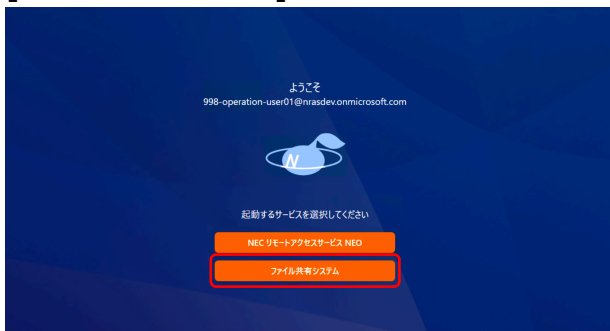 ようこそ
998-operation-user01@nrasdev.onmicrosoft.com
N
起動するサービスを選択してください
NEC リモートアクセスサービス NEO
ファイル共有システム